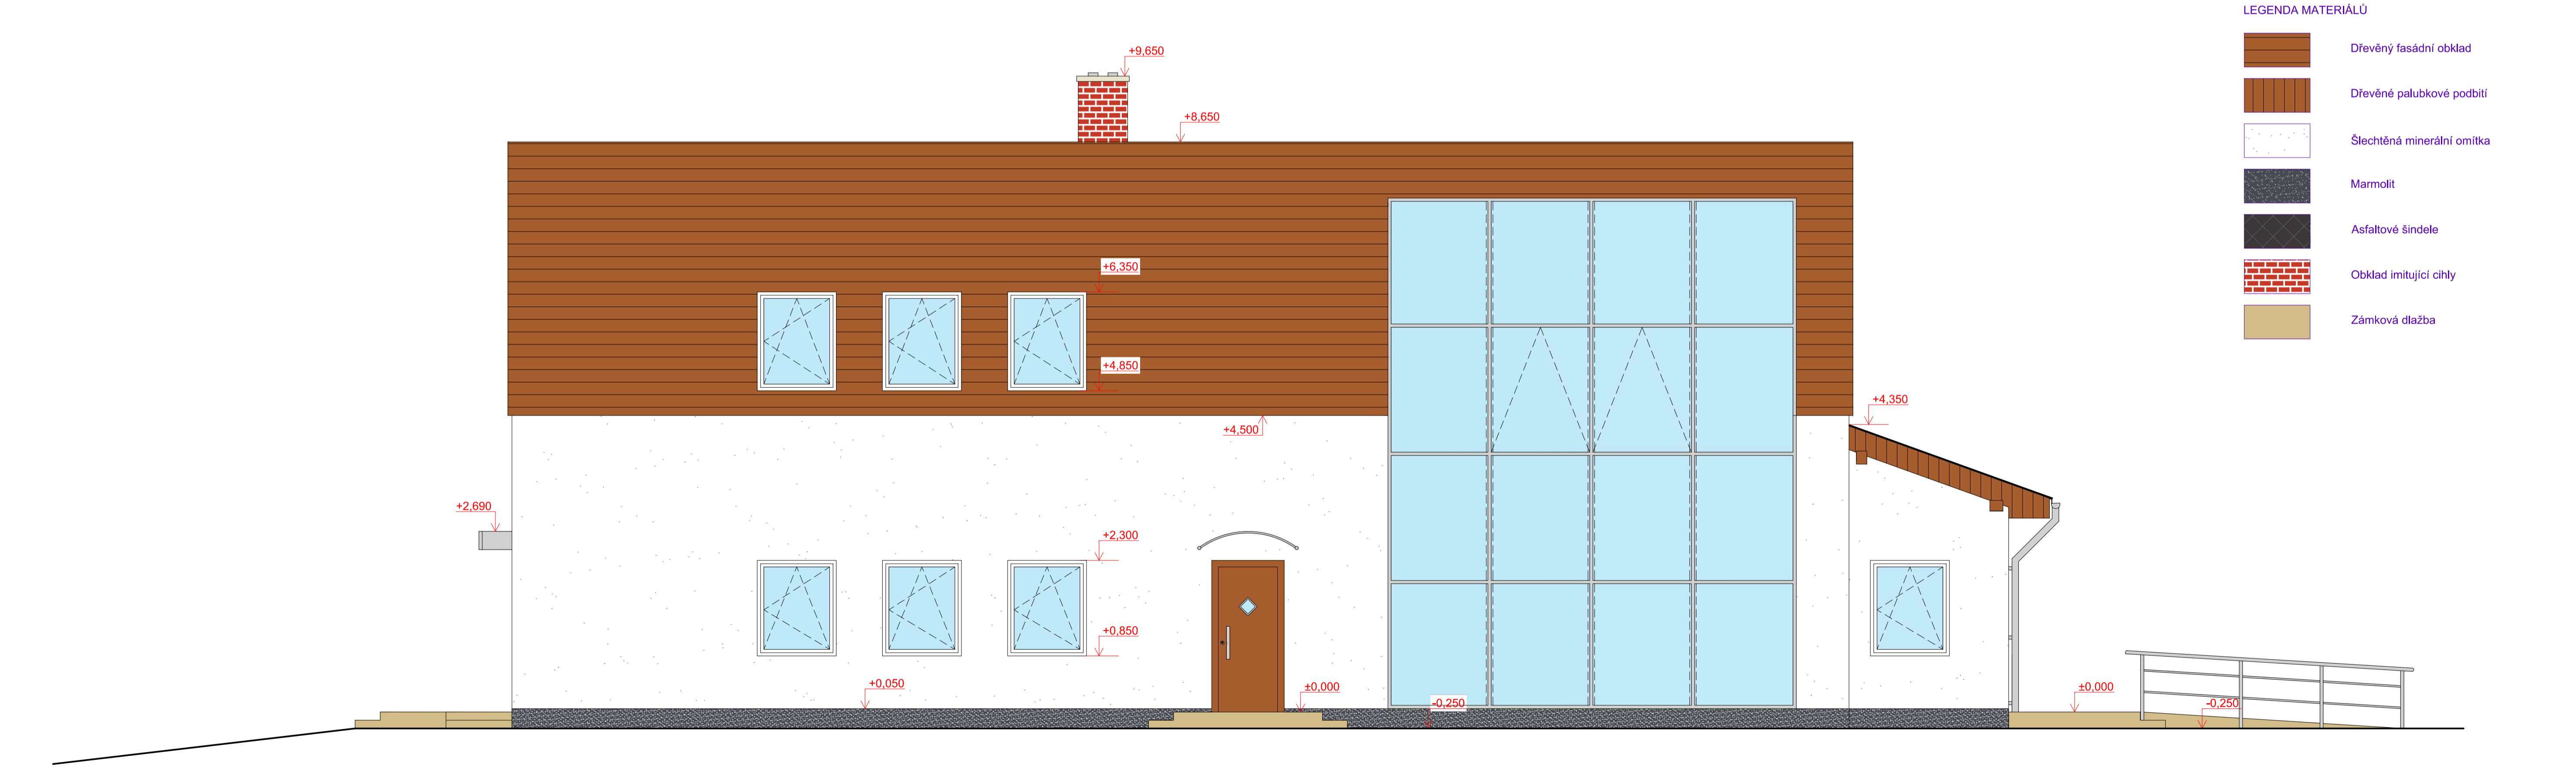 LEGENDA MATERIÁLŮ
Dřevěný fasádní obklad
Dřevěné palubkové podbití
Šlechtěná minerální omítka
Marmolit
Asfaltové šindele
Obklad imitující cihly
Zámková dlažba
+9,650
+8,650
+6,350
+4,850
+4,350
+4,500
+2,690
+2,300
+0,850
+0,050
±0,000
-0,250
±0,000
-0,250